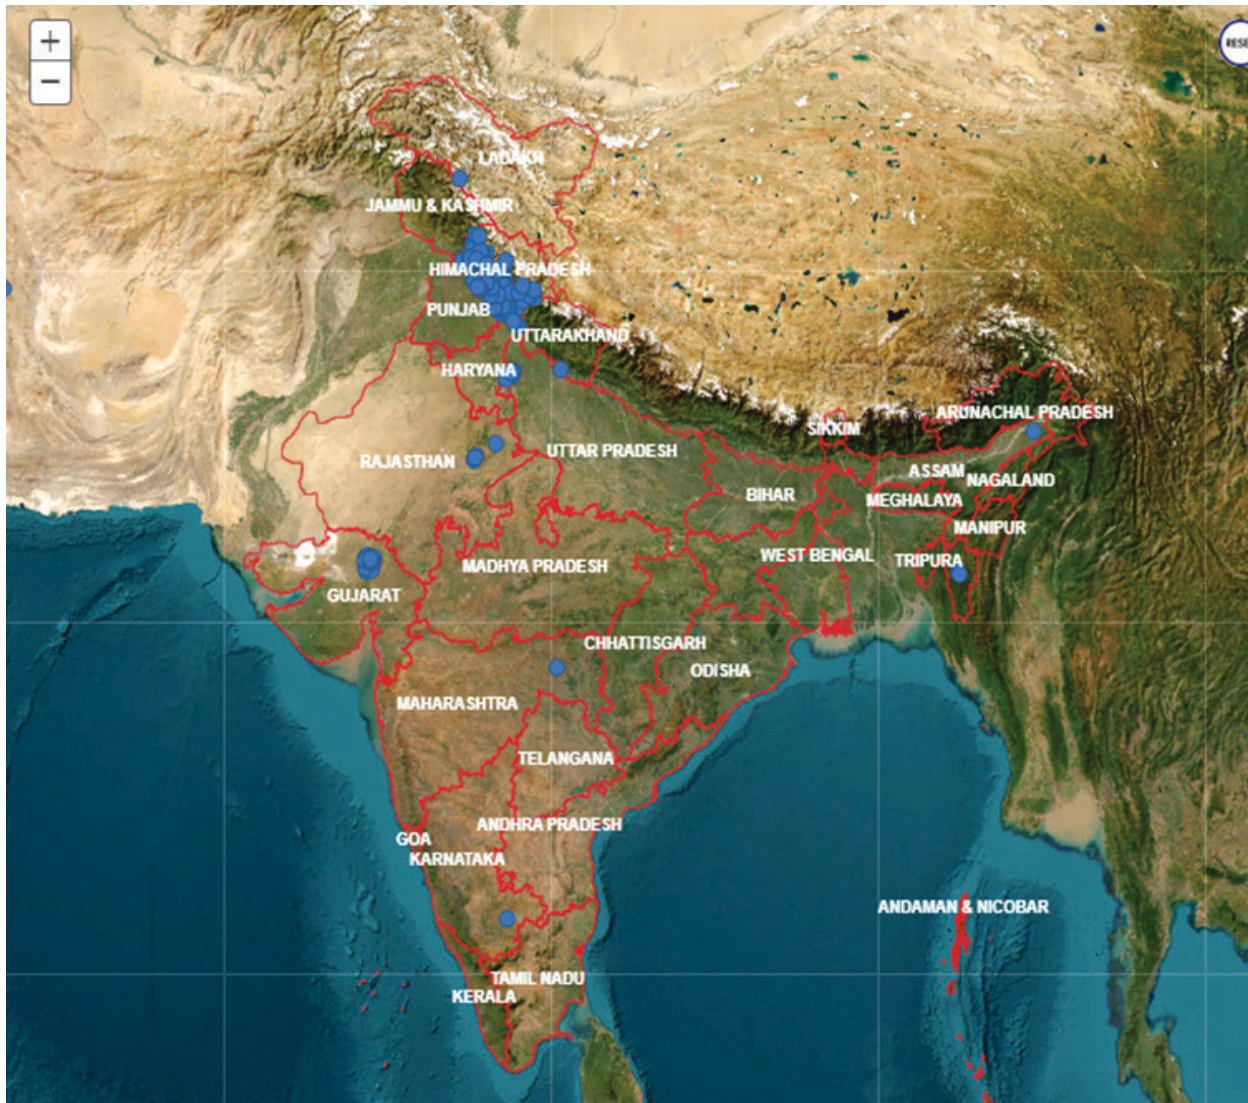 +
RESE
−
LADAKH
JAMMU & KASHMIR
HIMACHAL PRADESH
PUNJAB
UTTARAKHAND
HARYANA
ARUNACHAL PRADESH
SIKKIM
UTTAR PRADESH
RAJASTHAN
ASSAM
NAGALAND
BIHAR
MEGHALAYA
MANIPUR
WEST BENGAL
TRIPURA
MADHYA PRADESH
GUJARAT
CHHATTISGARH
ODISHA
MAHARASHTRA
TELANGANA
ANDHRA PRADESH
GOA
KARNATAKA
ANDAMAN & NICOBAR
TAMIL NADU
KERALA